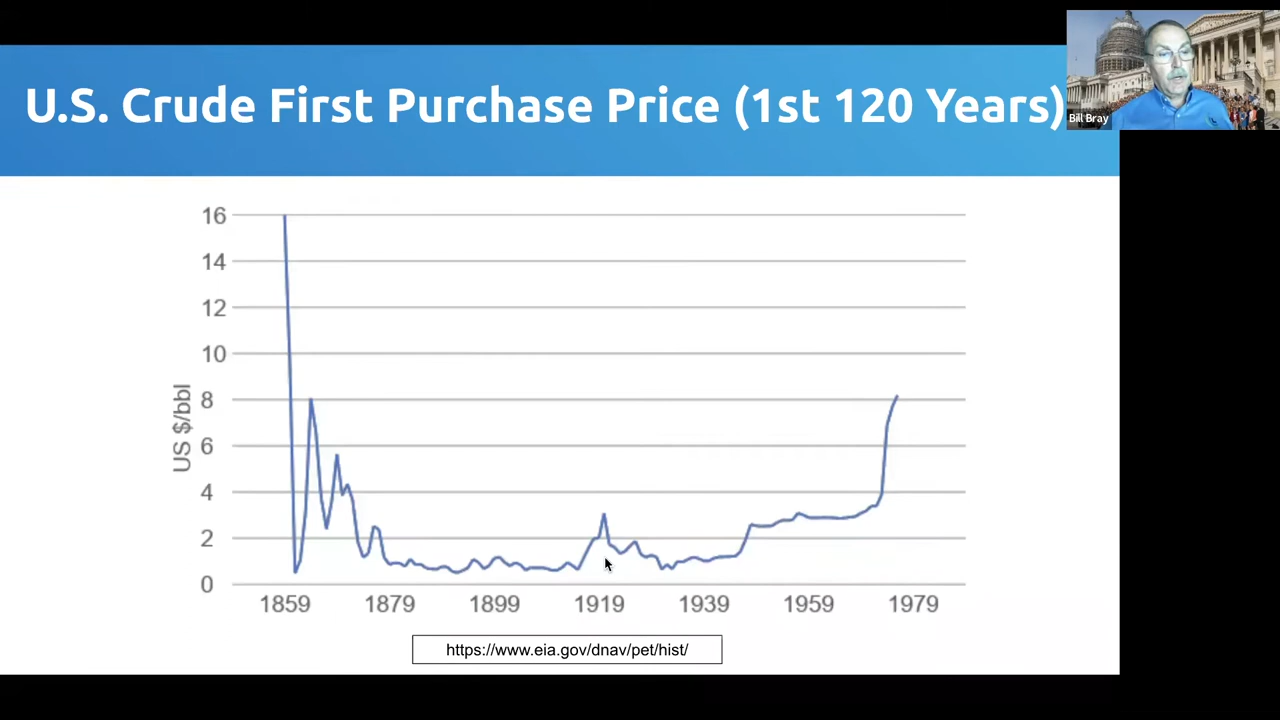 U.S. Crude First Purchase Price (1st 120 Years)
Bill Bray
16
14
12
10
8
6
4
2
0
US $/bbl
1859 1879 1899 1919 1939 1959 1979
https://www.eia.gov/dnav/pet/hist/